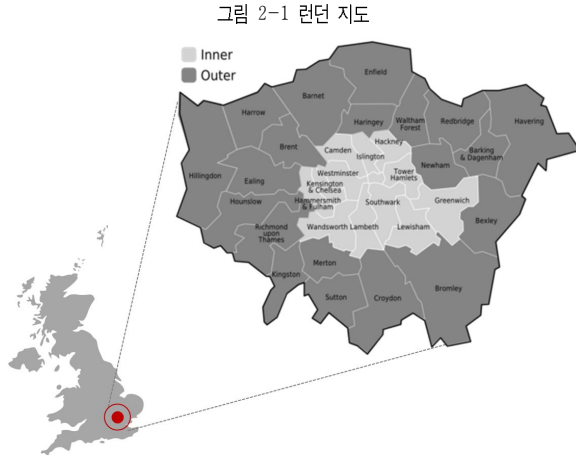 그림 2-1 런던 지도
Inner
Outer
Enfield
Barnet
Harrow
Haringey
Waltham
Forest
Redbridge
Havering
Hackney
Brent
Camden
Islington
Barking
& Dagenham
Newham
Hillingdon
Ealing
Westminster
Tower
Hamlets
Kensington
& Chelsea
Hounslow
Hammersmith
& Fulham
Southwark
Greenwich
Bexley
Richmond
upon
Thames
Wandsworth
Lambeth
Lewisham
Merton
Kingston
Sutton
Croydon
Bromley